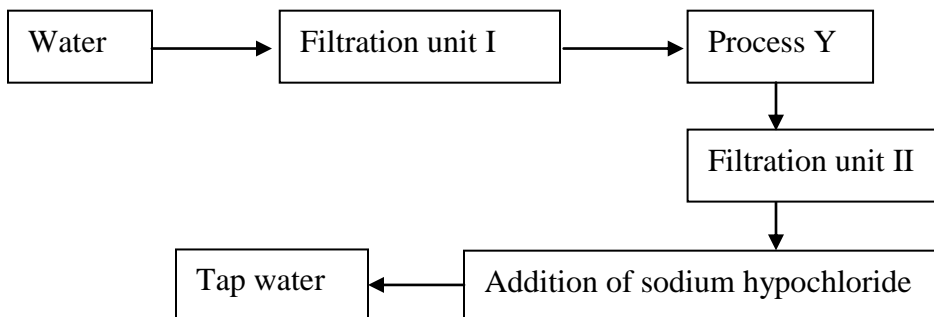 Water
Filtration unit I
Process Y
Filtration unit II
Addition of sodium hypochloride
Tap water